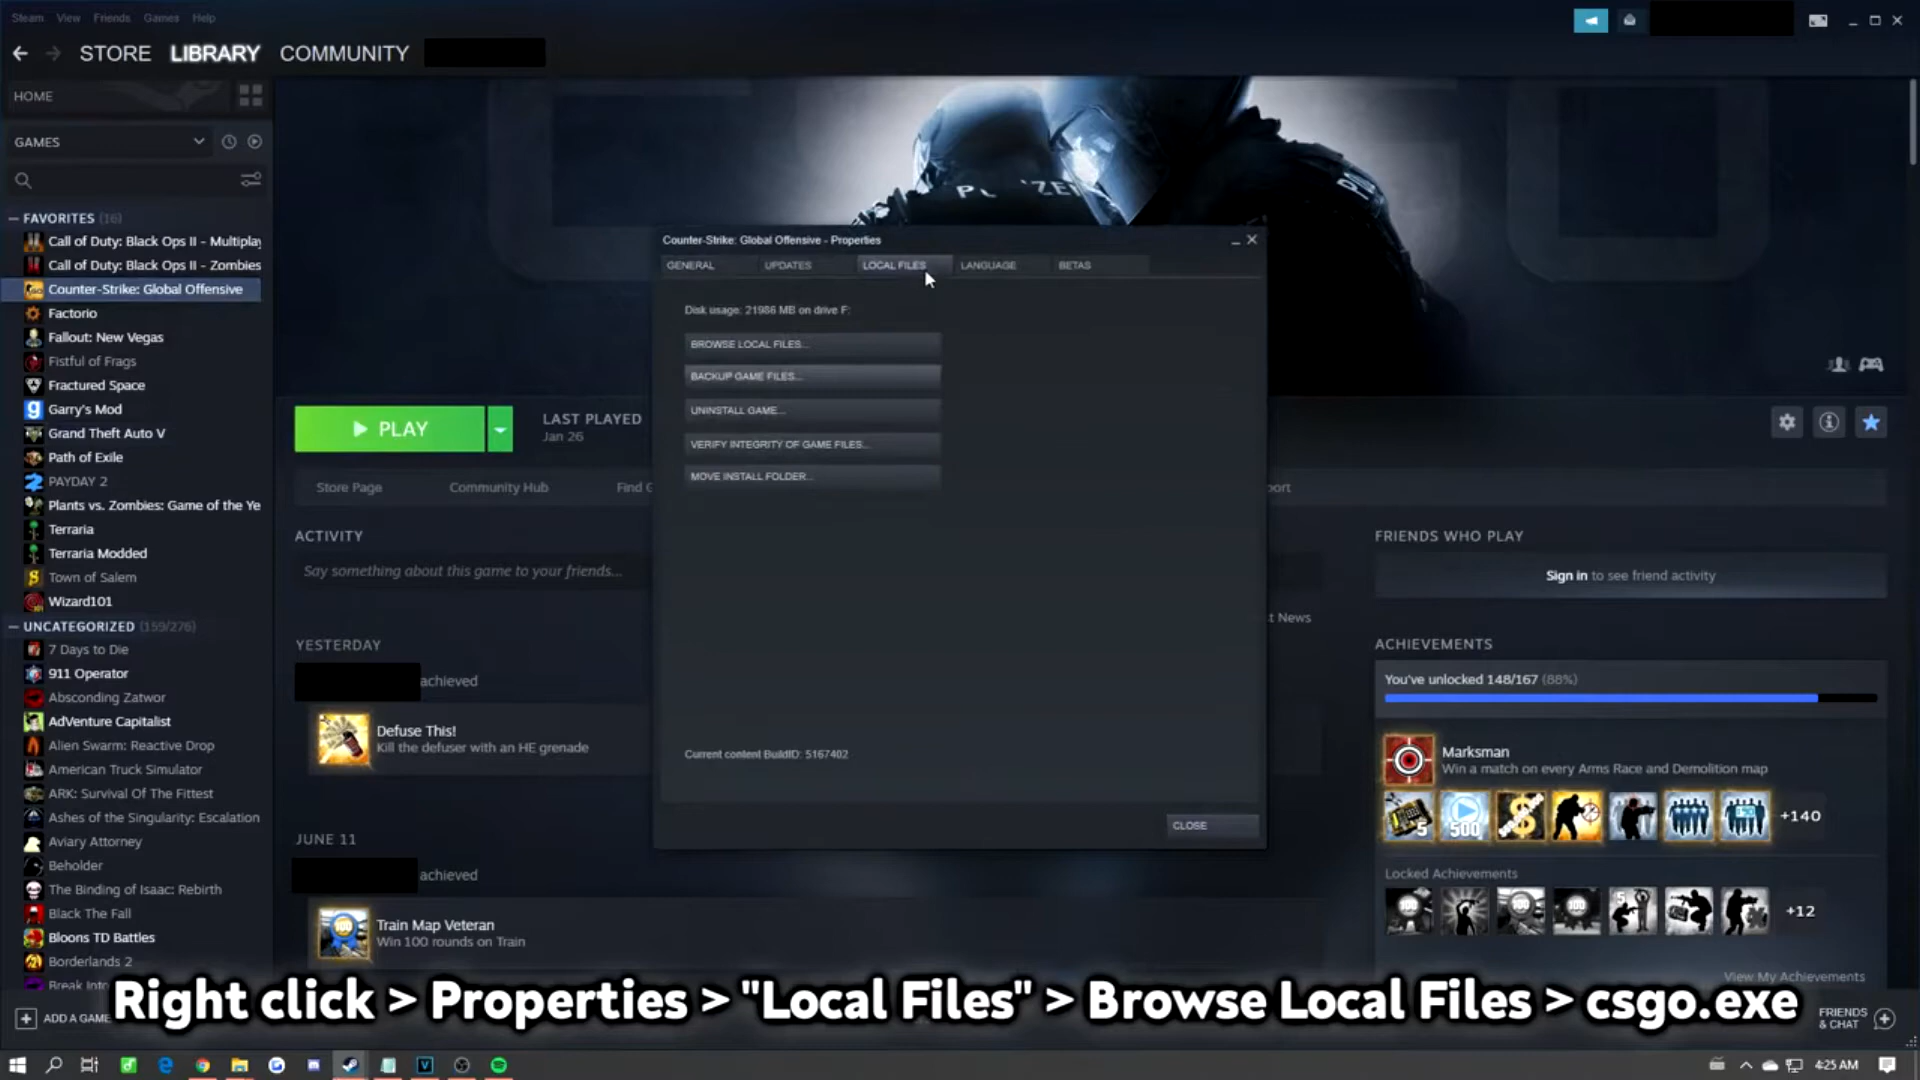 Steam View Friends Games Help
STORE LIBRARY COMMUNITY
HOME
GAMES
FAVORITES (16)
Call of Duty: Black Ops II - Multiplay
Call of Duty: Black Ops II - Zombies
Counter-Strike: Global Offensive
Factorio
Fallout: New Vegas
Fistful of Frags
Fractured Space
Garry's Mod
Grand Theft Auto V
Path of Exile
PAYDAY 2
Plants vs. Zombies: Game of the Ye
Terraria
Terraria Modded
Town of Salem
Wizard101
UNCATEGORIZED (159/276)
7 Days to Die
911 Operator
Absconding Zatwor
AdVenture Capitalist
Alien Swarm: Reactive Drop
American Truck Simulator
ARK: Survival Of The Fittest
Ashes of the Singularity: Escalation
Aviary Attorney
Beholder
The Binding of Isaac: Rebirth
Black The Fall
Bloons TD Battles
Borderlands 2
ADD A GAME
PLAY
LAST PLAYED
Jan 26
Store Page
Community Hub
Find G
port
ACTIVITY
Say something about this game to your friends...
t News
YESTERDAY
achieved
Defuse This!
Kill the defuser with an HE grenade
JUNE 11
achieved
Train Map Veteran
Win 100 rounds on Train
Counter-Strike: Global Offensive - Properties
GENERAL UPDATES LOCAL FILES LANGUAGE BETAS
Disk usage: 21986 MB on drive F:
BROWSE LOCAL FILES...
BACKUP GAME FILES...
UNINSTALL GAME...
VERIFY INTEGRITY OF GAME FILES...
MOVE INSTALL FOLDER...
Current content BuildID: 5167402
CLOSE
FRIENDS WHO PLAY
Sign in to see friend activity
ACHIEVEMENTS
You've unlocked 148/167 (88%)
Marksman
Win a match on every Arms Race and Demolition map
+140
Locked Achievements
+12
View My Achievements
Right click > Properties > "Local Files" > Browse Local Files > csgo.exe
FRIENDS
& CHAT
4:25 AM